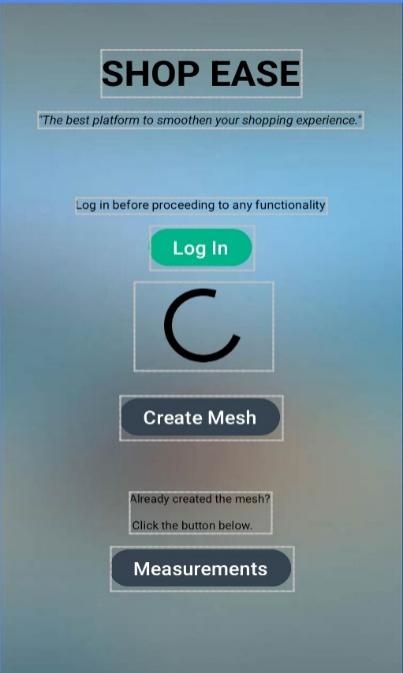 SHOP EASE
"The best platform to smoothen your shopping experience."
Log in before proceeding to any functionality
Log In
Create Mesh
Already created the mesh?
Click the button below.
Measurements